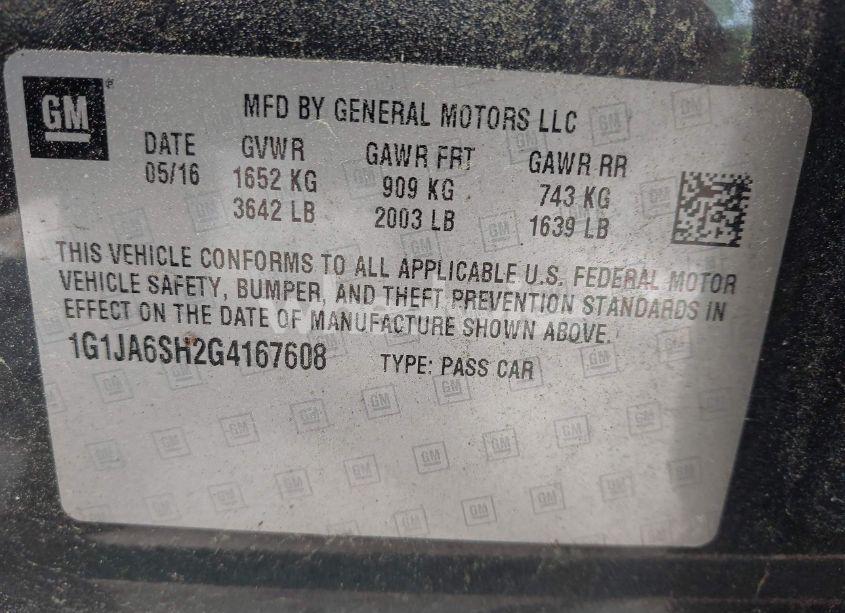 GM
MFD BY GENERAL MOTORS LLC
DATE GVWR GAWR FRT GAWR RR
05/16 1652 KG 909 KG 743 KG
3642 LB 2003 LB 1639 LB
THIS VEHICLE CONFORMS TO ALL APPLICABLE U.S. FEDERAL MOTOR
VEHICLE SAFETY, BUMPER, AND THEFT PREVENTION STANDARDS IN
EFFECT ON THE DATE OF MANUFACTURE SHOWN ABOVE.
1G1JA6SH2G4167608 TYPE: PASS CAR